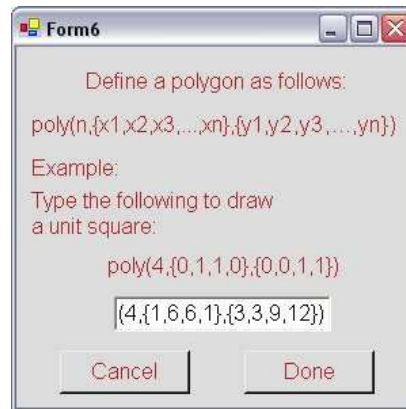 Form6
Define a polygon as follows:
poly(n,{x1,x2,x3,...,xn},{y1,y2,y3,...,yn})
Example:
Type the following to draw
a unit square:
poly(4,{0,1,1,0},{0,0,1,1})
(4,{1,6,6,1},{3,3,9,12})
Cancel
Done